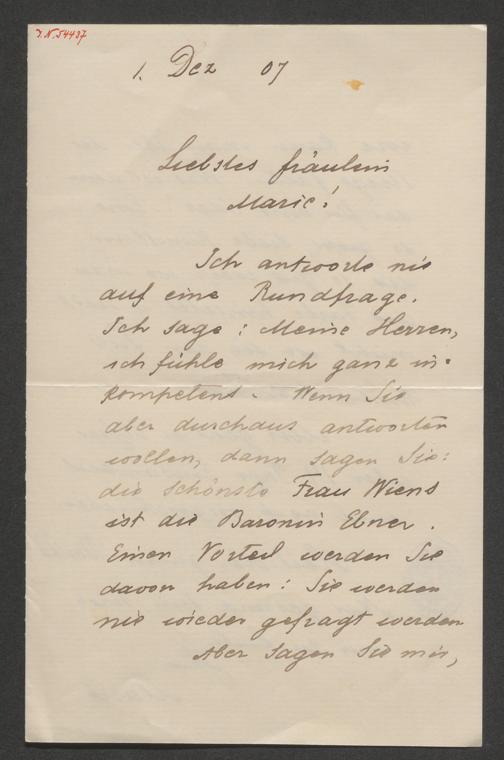 I.N. 54437
1. Dez 07
Liebstes Fräulein
Marie!
Ich antworte nie
auf eine Rundfrage.
Ich sage: Meine Herren,
ich fühle mich ganz in-
kompetent. Wenn Sie
aber durchaus antworten
wollen, dann sagen Sie:
die schönste Frau Wiens
ist die Baronin Ebner.
Einen Vorteil werden Sie
davon haben: Sie werden
nie wieder gefragt werden
Aber sagen Sie mir,